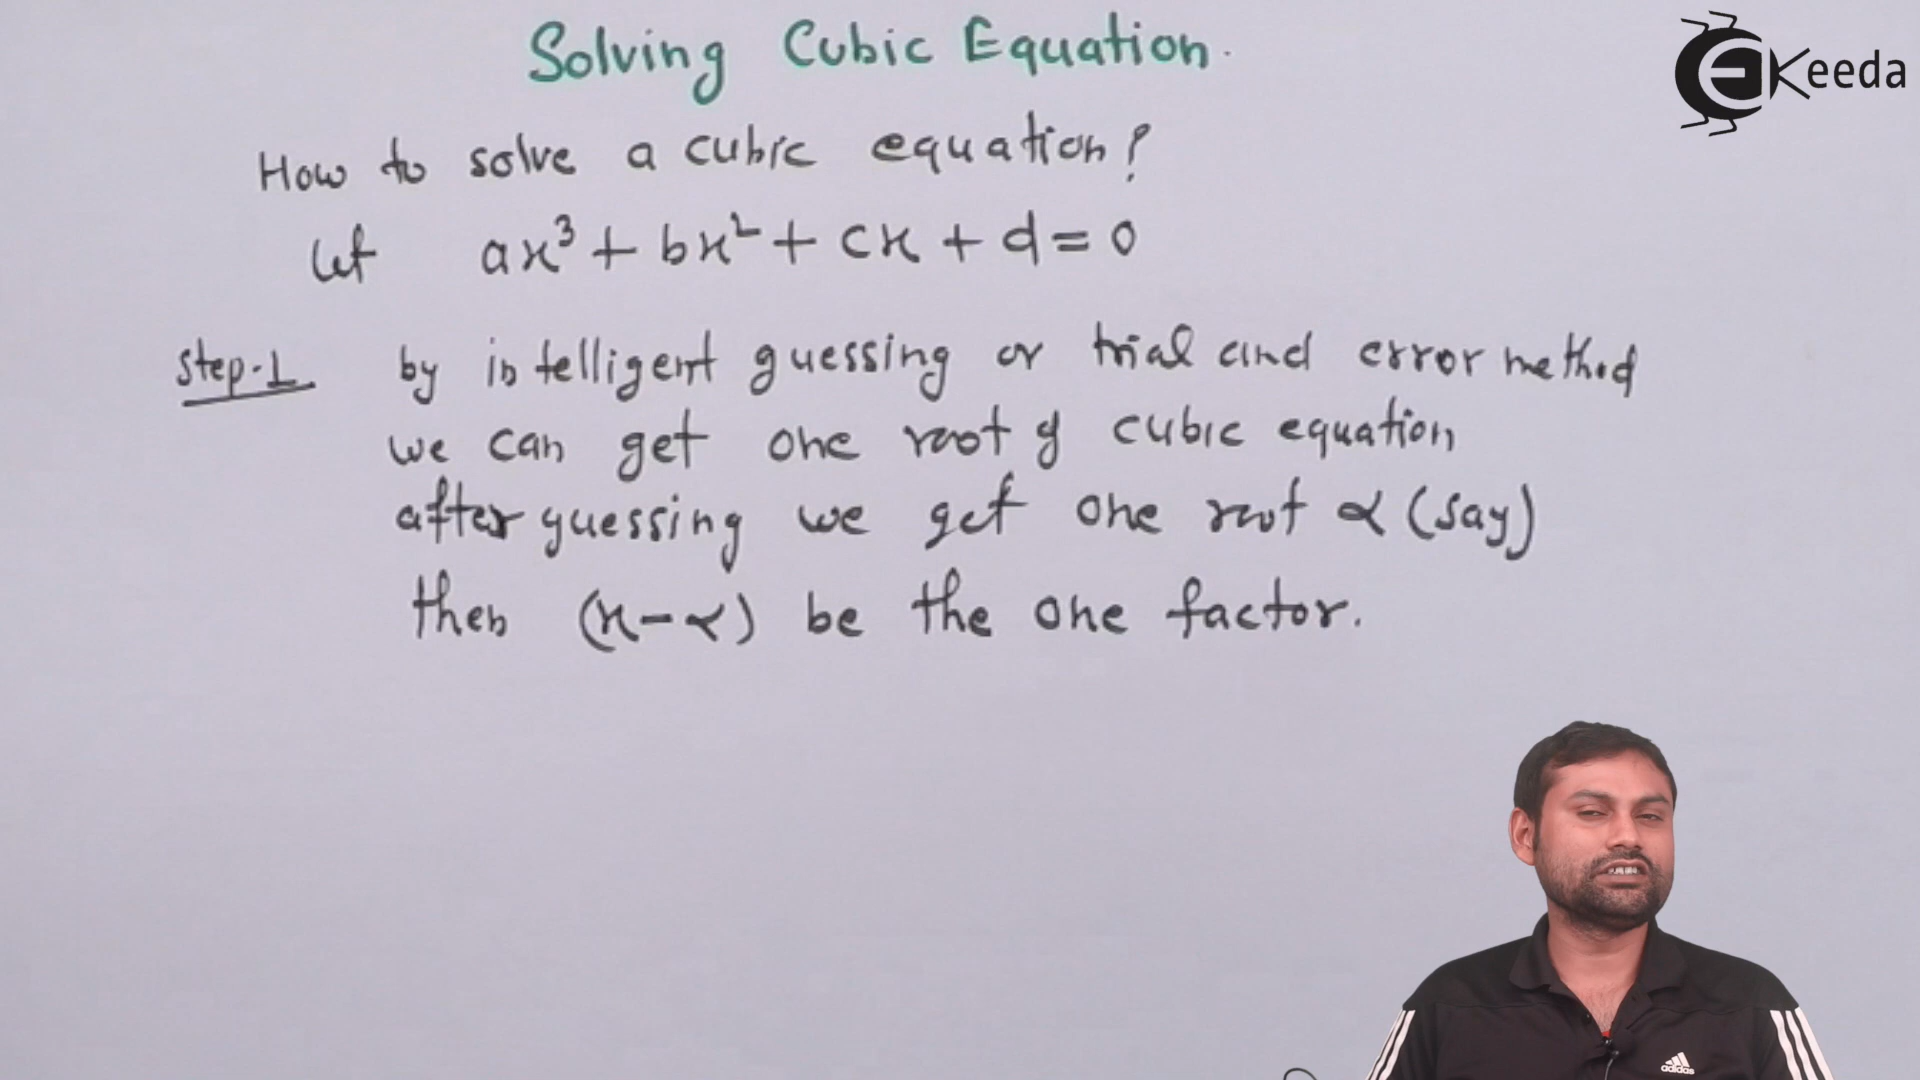 Solving Cubic Equation.
EKeeda
How to solve a cubic equation?
Let ax³ + bx² + cx + d = 0
Step-1 by intelligent guessing or trial and error method
we can get one root of cubic equation
after guessing we get one root α (say)
then (x-α) be the one factor.
adidas